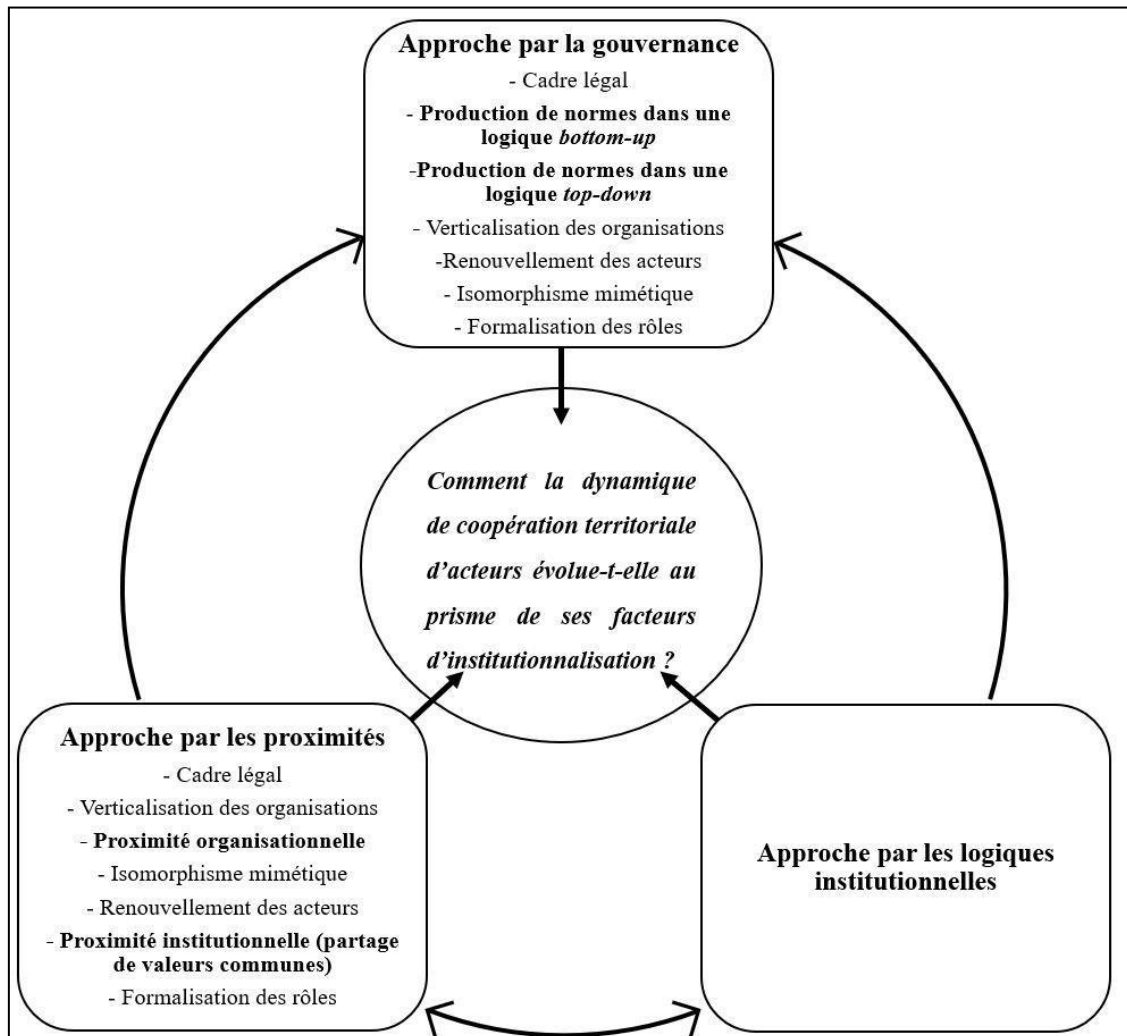 Approche par la gouvernance
- Cadre légal
- Production de normes dans une
logique bottom-up
-Production de normes dans une
logique top-down
- Verticalisation des organisations
-Renouvellement des acteurs
- Isomorphisme mimétique
- Formalisation des rôles
Comment la dynamique
de coopération territoriale
d'acteurs évolue-t-elle au
prisme de ses facteurs
d'institutionnalisation ?
Approche par les proximités
- Cadre légal
- Verticalisation des organisations
- Proximité organisationnelle
- Isomorphisme mimétique
- Renouvellement des acteurs
- Proximité institutionnelle (partage
de valeurs communes)
- Formalisation des rôles
Approche par les logiques
institutionnelles